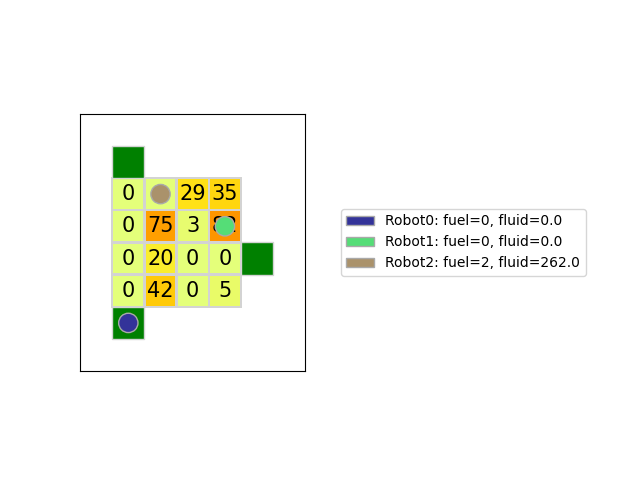 0 29 35
0 75 3
0 20 0 0
0 42 0 5
Robot0: fuel=0, fluid=0.0
Robot1: fuel=0, fluid=0.0
Robot2: fuel=2, fluid=262.0